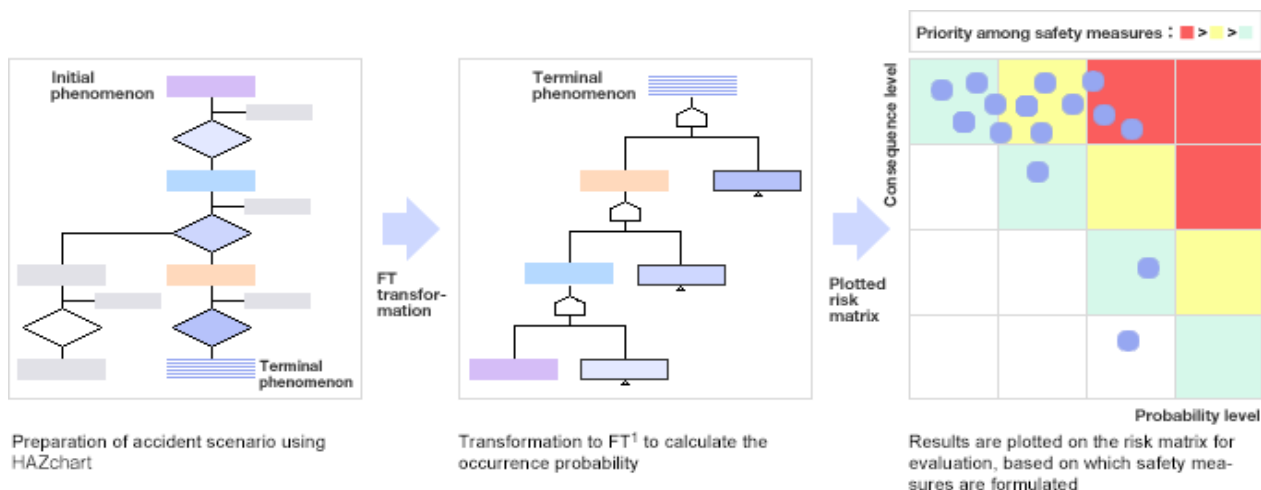 Priority among safety measures : > >
Initial
phenomenon
Terminal
phenomenon
Terminal
phenomenon
FT
transfor-
mation
Plotted
risk
matrix
Consequence level
Probability level
Preparation of accident scenario using
HAZchart
Transformation to FT1 to calculate the
occurrence probability
Results are plotted on the risk matrix for
evaluation, based on which safety mea-
sures are formulated